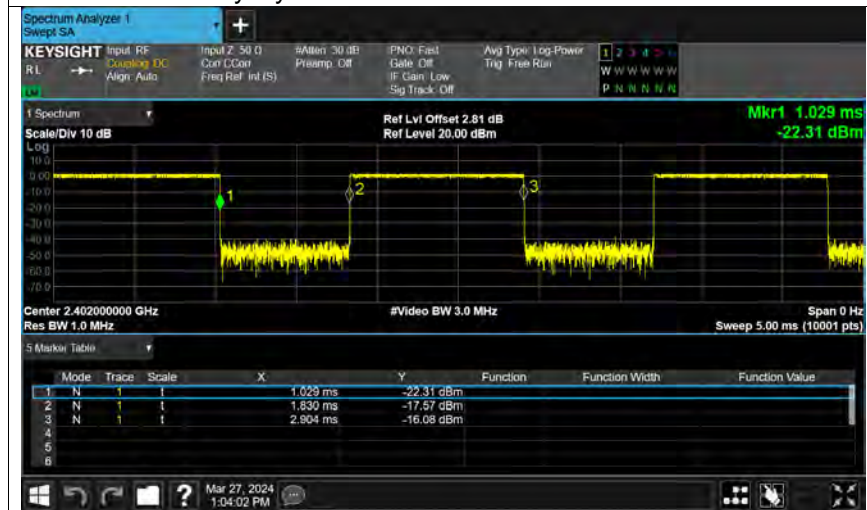 Spectrum Analyzer 1
Swept SA
+
KEYSIGHT Input: RF Input Z: 50 Ω #Atten: 30 dB PNO: Fast Avg Type: Log-Power 1 2 3 4 5 6
RL Coupling: DC Corr CCorr Preamp: Off Gate: Off Trig: Free Run W W W W W W
Align: Auto Freq Ref: Int (S) IF Gain: Low P N N N N N
Sig Track: Off
1 Spectrum Ref Lvl Offset 2.81 dB Mkr1 1.029 ms
Scale/Div 10 dB Ref Level 20.00 dBm -22.31 dBm
Log
10.0
0.00
-10.0
-20.0
-30.0
-40.0
-50.0
-60.0
-70.0
1
2
3
Center 2.402000000 GHz #Video BW 3.0 MHz Span 0 Hz
Res BW 1.0 MHz Sweep 5.00 ms (10001 pts)
5 Marker Table
Mode Trace Scale X Y Function Function Width Function Value
1 N 1 t 1.029 ms -22.31 dBm
2 N 1 t 1.830 ms -17.57 dBm
3 N 1 t 2.904 ms -16.08 dBm
4
5
6
? Mar 27, 2024
1:04:02 PM